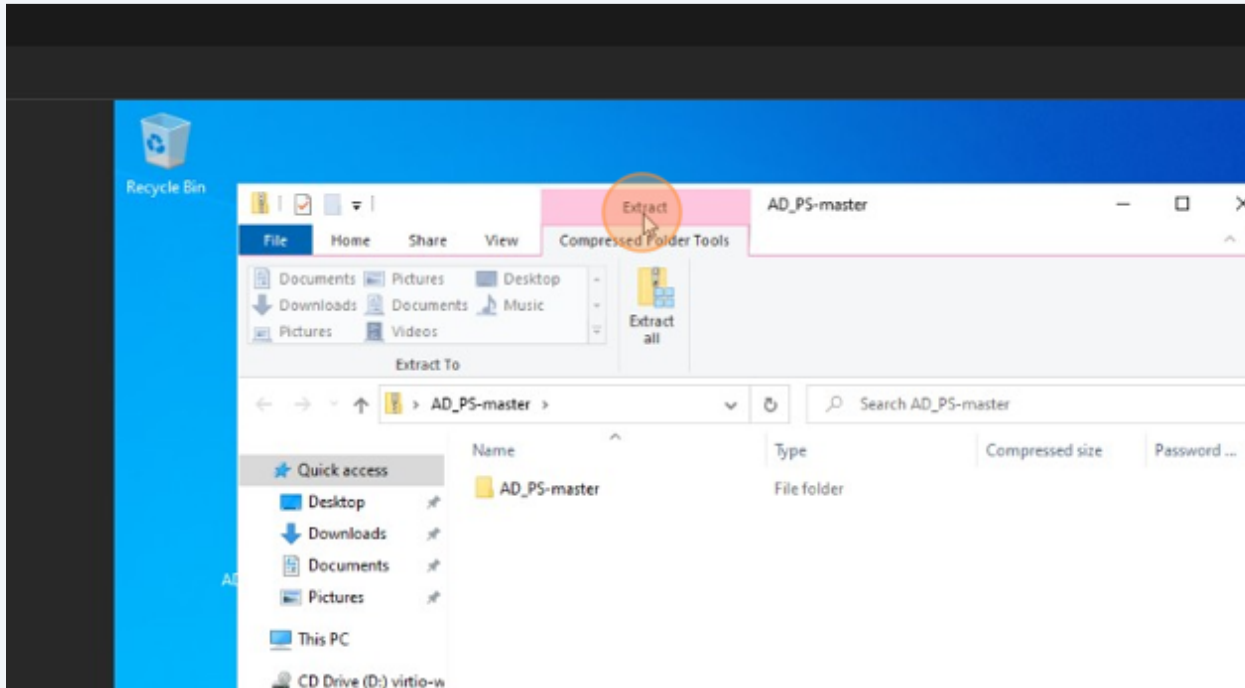 Recycle Bin
Extract
AD_PS-master
File
Home
Share
View
Compressed Folder Tools
Documents
Pictures
Desktop
Downloads
Documents
Music
Pictures
Videos
Extract To
Extract
all
AD_PS-master
Search AD_PS-master
Name
Type
Compressed size
Password ...
Quick access
AD_PS-master
File folder
Desktop
Downloads
Documents
AD
Pictures
This PC
CD Drive (D:) virtio-w